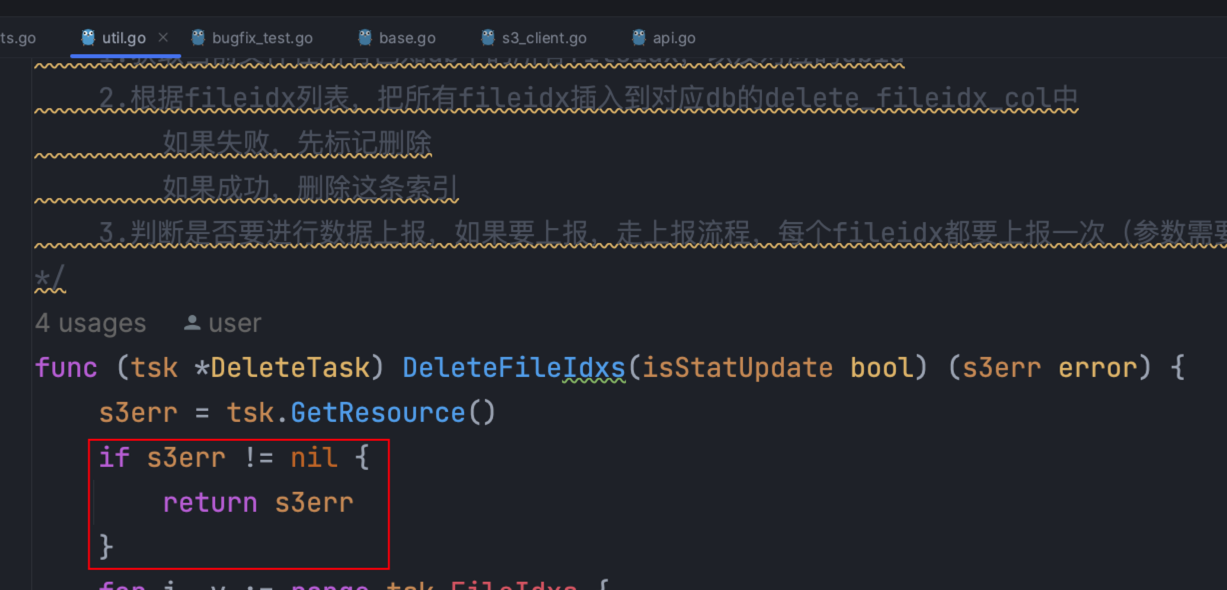 ts.go util.go bugfix_test.go base.go s3_client.go api.go
2.根据fileidx列表, 把所有fileidx插入到对应db的delete_fileidx_col中
如果失败, 先标记删除
如果成功, 删除这条索引
3.判断是否要进行数据上报, 如果要上报, 走上报流程, 每个fileidx都要上报一次 (参数需要
*/
4 usages user
func (tsk *DeleteTask) DeleteFileIdxs(isStatUpdate bool) (s3err error) {
s3err = tsk.GetResource()
if s3err != nil {
return s3err
}
for i, v := range tsk.FileIdxs {